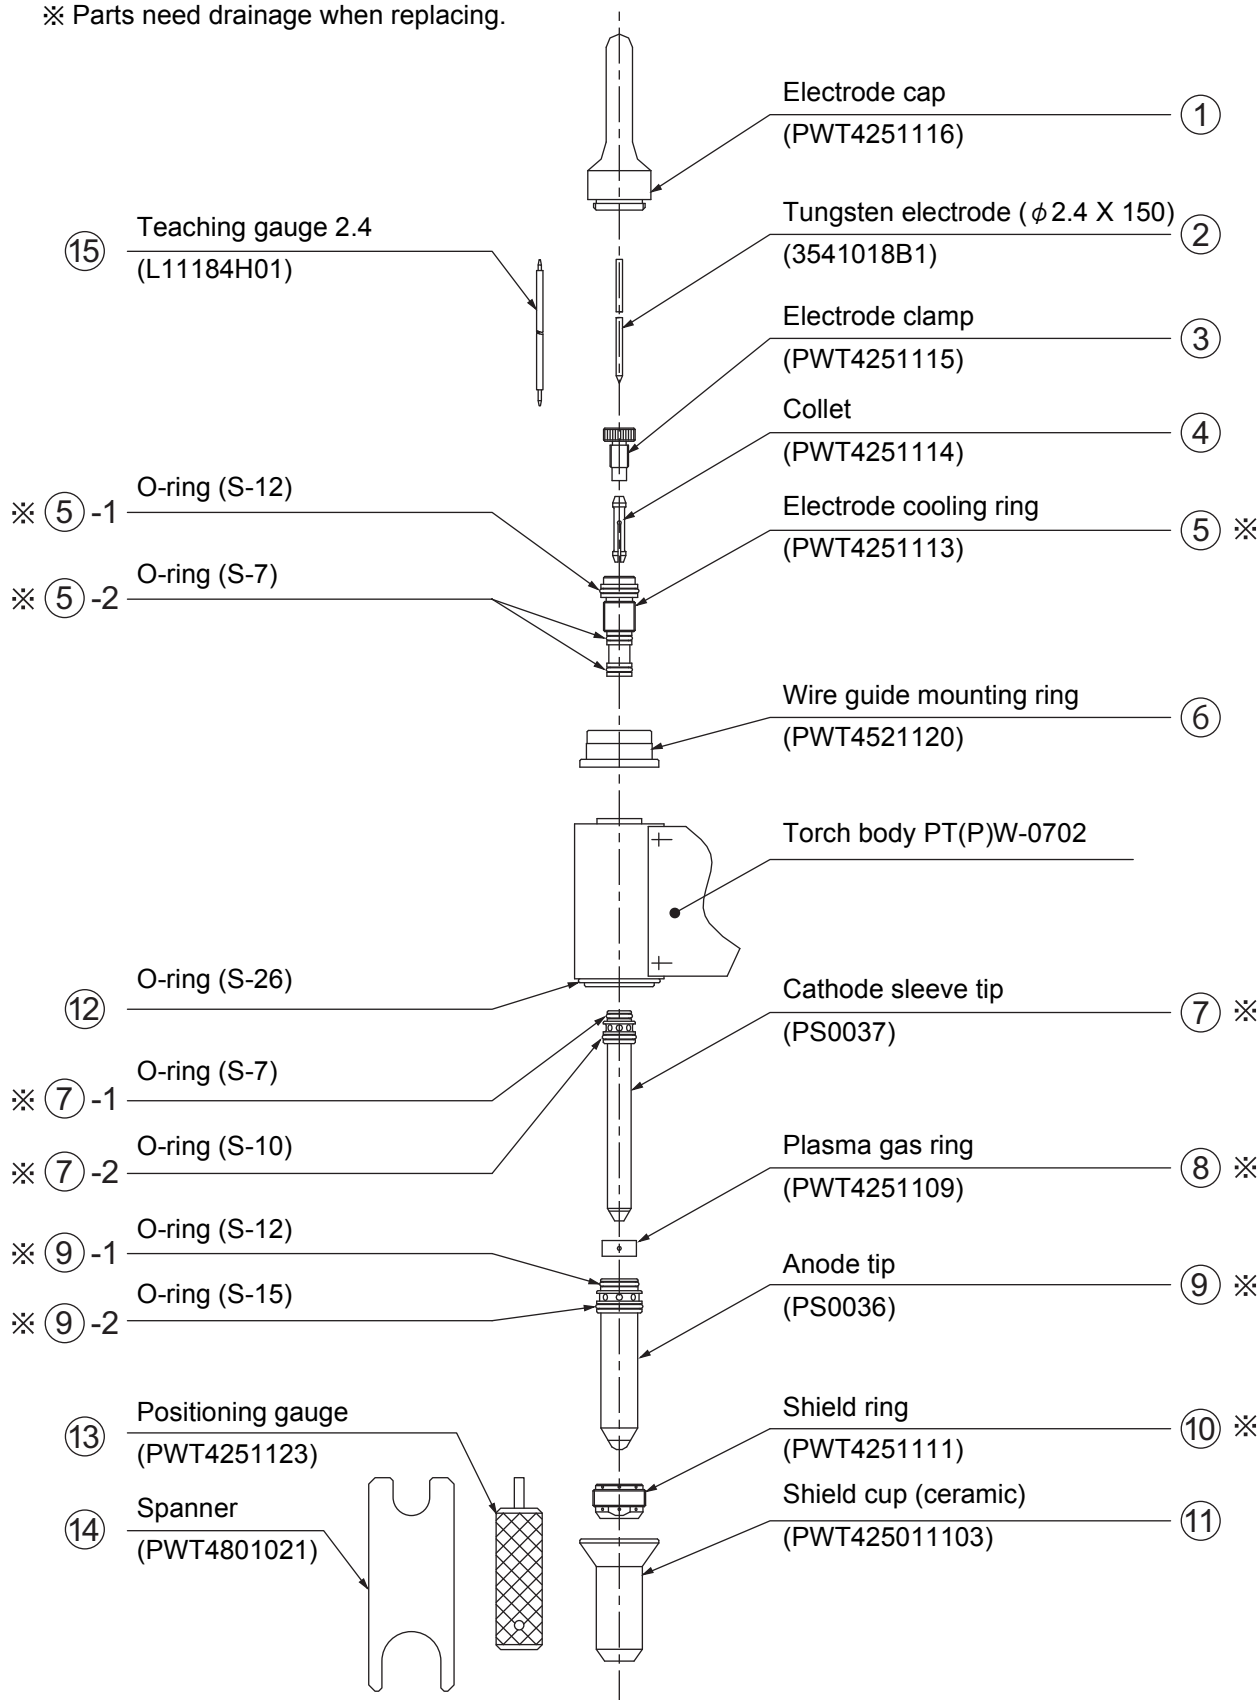 ※ Parts need drainage when replacing.
Electrode cap
(PWT4251116)
①
Tungsten electrode (φ2.4 X 150)
(3541018B1)
②
⑮
Teaching gauge 2.4
(L11184H01)
Electrode clamp
(PWT4251115)
③
Collet
(PWT4251114)
④
※ ⑤ -1
O-ring (S-12)
Electrode cooling ring
(PWT4251113)
⑤ ※
※ ⑤ -2
O-ring (S-7)
Wire guide mounting ring
(PWT4521120)
⑥
Torch body PT(P)W-0702
⑫
O-ring (S-26)
Cathode sleeve tip
(PS0037)
⑦ ※
※ ⑦ -1
O-ring (S-7)
※ ⑦ -2
O-ring (S-10)
Plasma gas ring
(PWT4251109)
⑧ ※
※ ⑨ -1
O-ring (S-12)
Anode tip
(PS0036)
⑨ ※
※ ⑨ -2
O-ring (S-15)
⑬
Positioning gauge
(PWT4251123)
Shield ring
(PWT4251111)
⑩ ※
⑭
Spanner
(PWT4801021)
Shield cup (ceramic)
(PWT425011103)
⑪